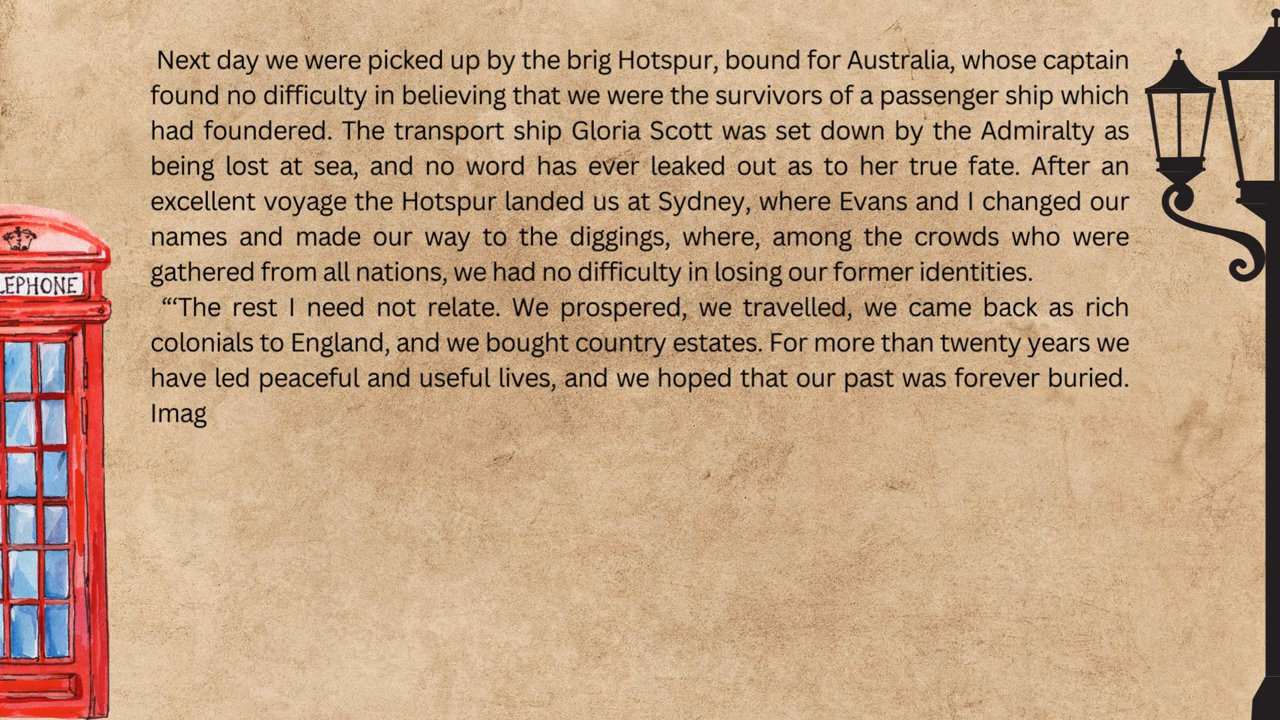 Next day we were picked up by the brig Hotspur, bound for Australia, whose captain
found no difficulty in believing that we were the survivors of a passenger ship which
had foundered. The transport ship Gloria Scott was set down by the Admiralty as
being lost at sea, and no word has ever leaked out as to her true fate. After an
excellent voyage the Hotspur landed us at Sydney, where Evans and I changed our
names and made our way to the diggings, where, among the crowds who were
gathered from all nations, we had no difficulty in losing our former identities.
“‘The rest I need not relate. We prospered, we travelled, we came back as rich
colonials to England, and we bought country estates. For more than twenty years we
have led peaceful and useful lives, and we hoped that our past was forever buried.
Imag
LEPHONE